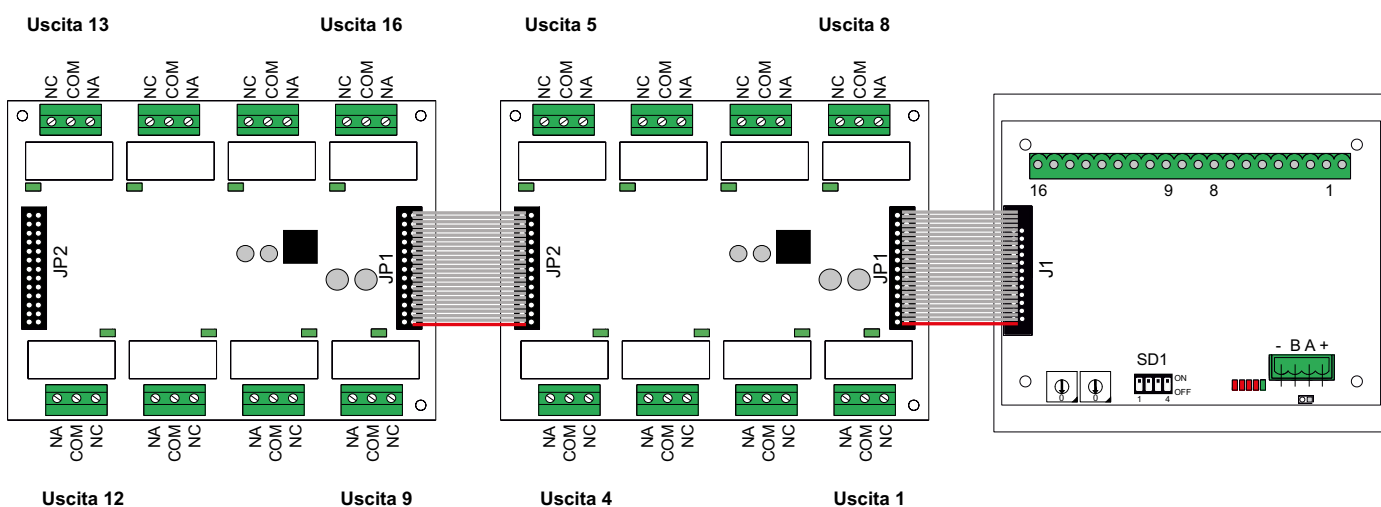 Uscita 13 Uscita 16 Uscita 5 Uscita 8
NC COM NA NC COM NA NC COM NA NC COM NA NC COM NA NC COM NA NC COM NA NC COM NA
16 9 8 1
JP2 JP1 JP2 JP1 J1
SD1 - B A +
ON
OFF
0 0 1 4
NA COM NC NA COM NC NA COM NC NA COM NC NA COM NC NA COM NC NA COM NC NA COM NC
Uscita 12 Uscita 9 Uscita 4 Uscita 1